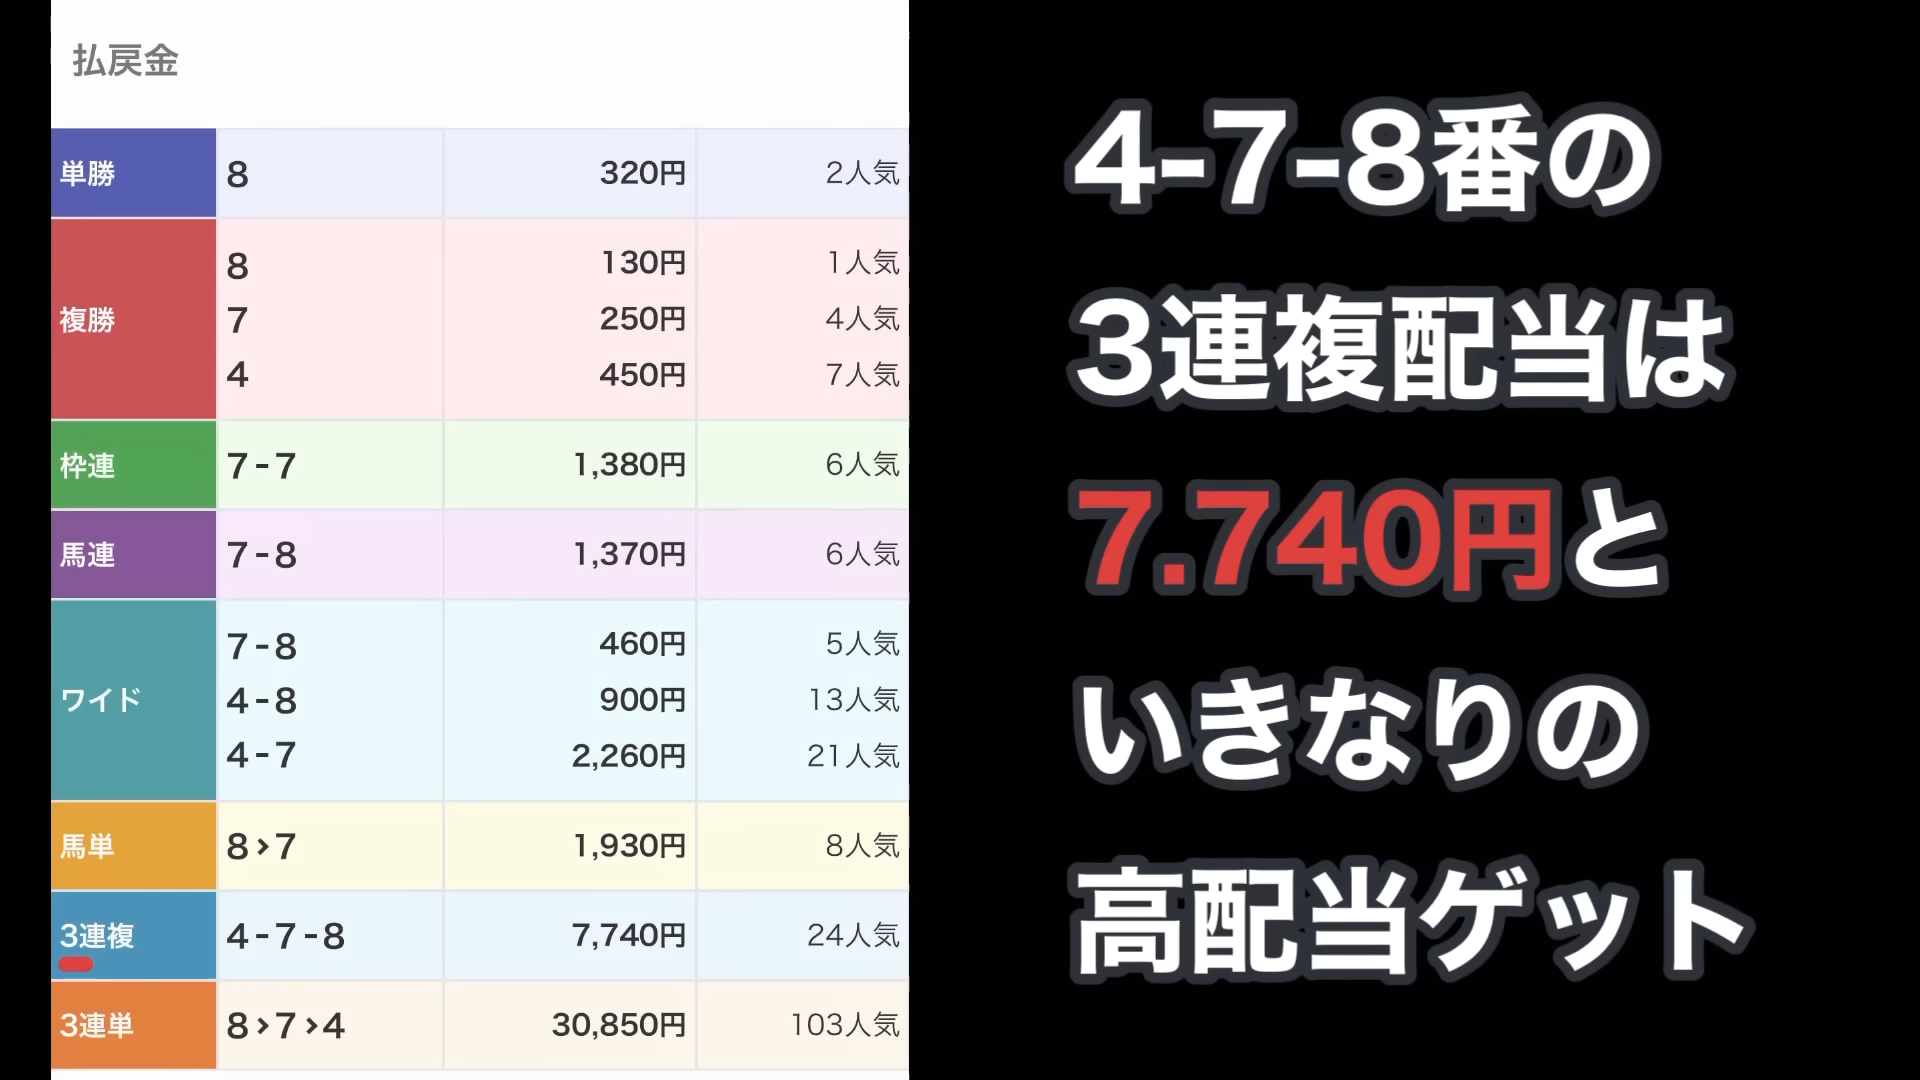 払戻金
単勝 8 320円 2人気
複勝
8 130円 1人気
7 250円 4人気
4 450円 7人気
枠連 7-7 1,380円 6人気
馬連 7-8 1,370円 6人気
ワイド
7-8 460円 5人気
4-8 900円 13人気
4-7 2,260円 21人気
馬単 8>7 1,930円 8人気
3連複 4-7-8 7,740円 24人気
3連単 8>7>4 30,850円 103人気
4-7-8番の
3連複配当は
7.740円と
いきなりの
高配当ゲット